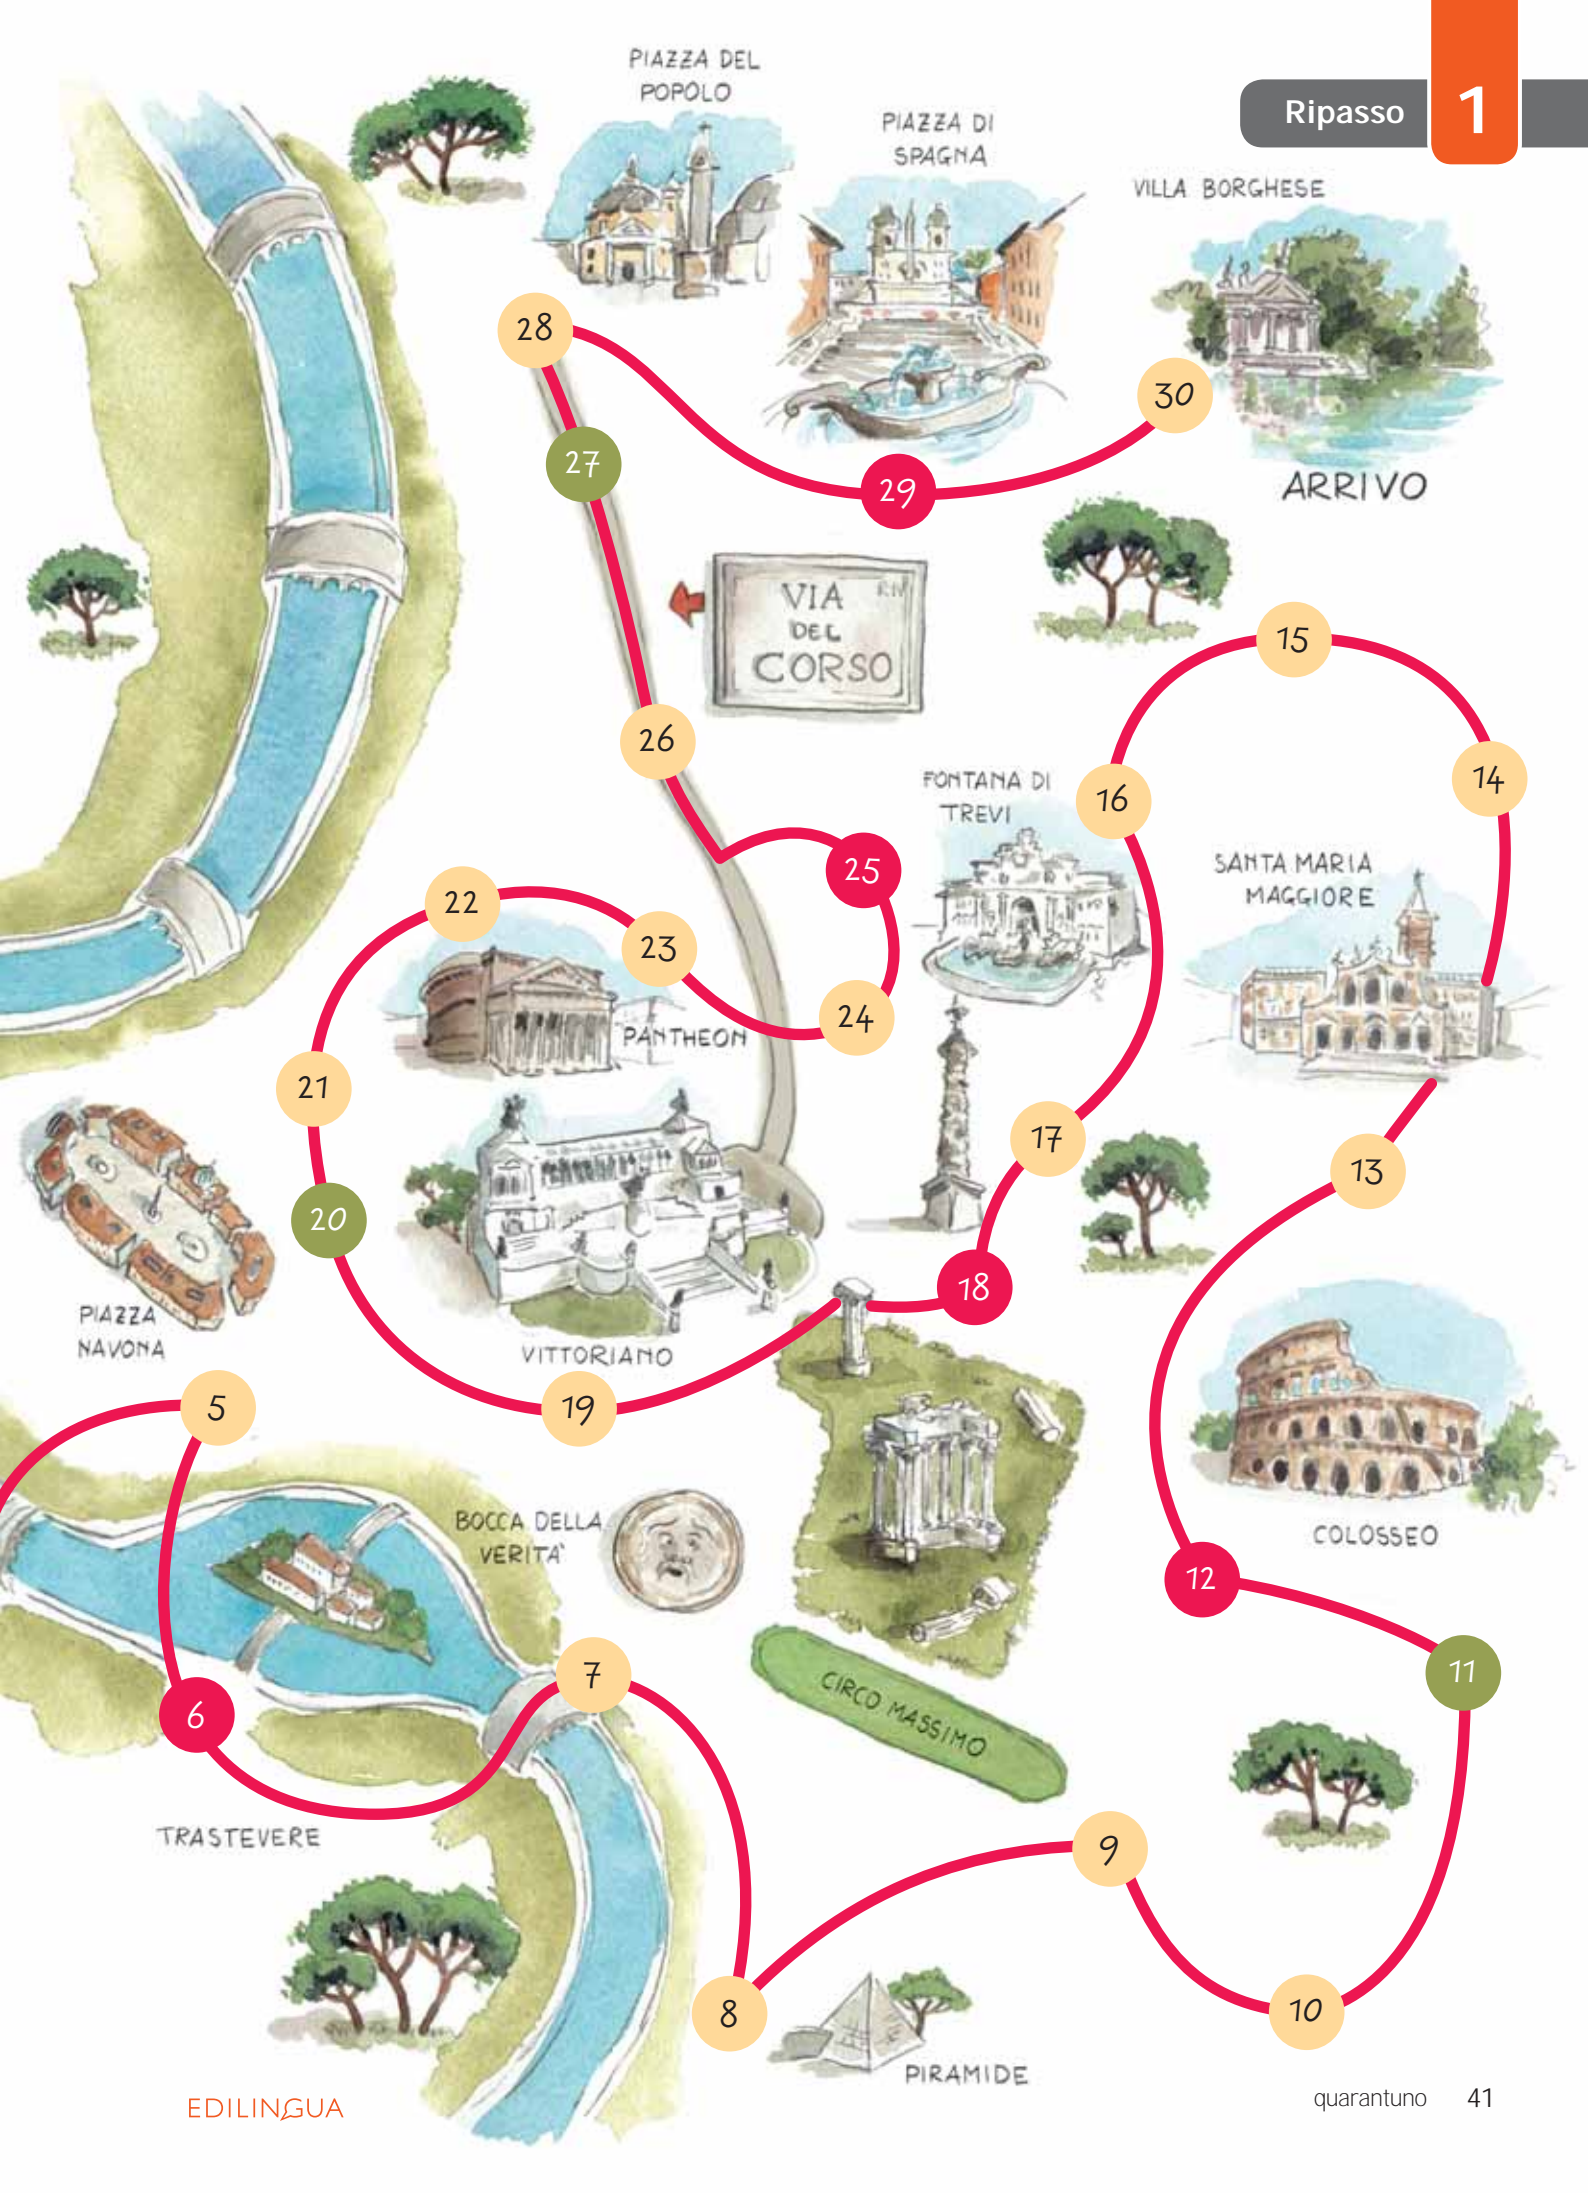 PIAZZA DEL
POPOLO
PIAZZA DI
SPAGNA
Ripasso
1
VILLA BORGHESE
28
30
27
29
ARRIVO
VIA
RIV
DEL
CORSO
15
26
14
FONTANA DI
TREVI
16
SANTA MARIA
MAGGIORE
25
22
23
24
PANTHEON
21
17
13
20
18
PIAZZA
NAVONA
VITTORIANO
5
19
COLOSSEO
BOCCA DELLA
VERITA'
12
7
11
6
CIRCO MASSIMO
TRASTEVERE
9
8
10
PIRAMIDE
EDILINGUA
quarantuno 41